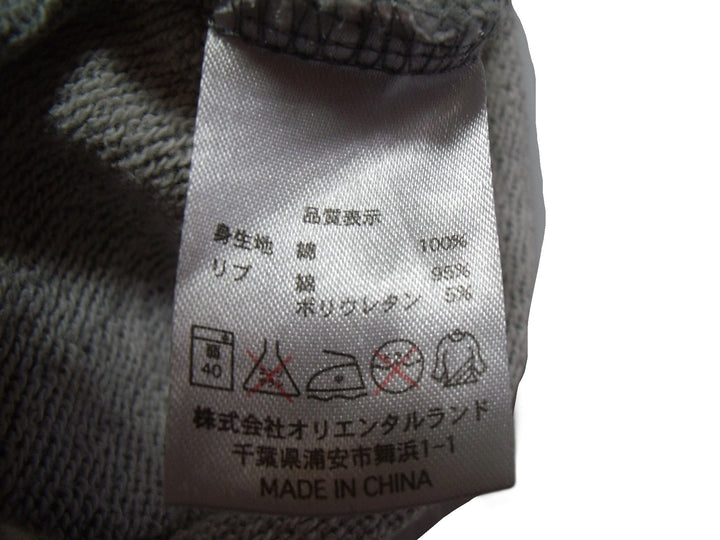 品質表示
身生地 綿 100%
リブ 綿 95%
ポリウレタン 5%
弱 40
株式会社オリエンタルランド
千葉県浦安市舞浜1-1
MADE IN CHINA